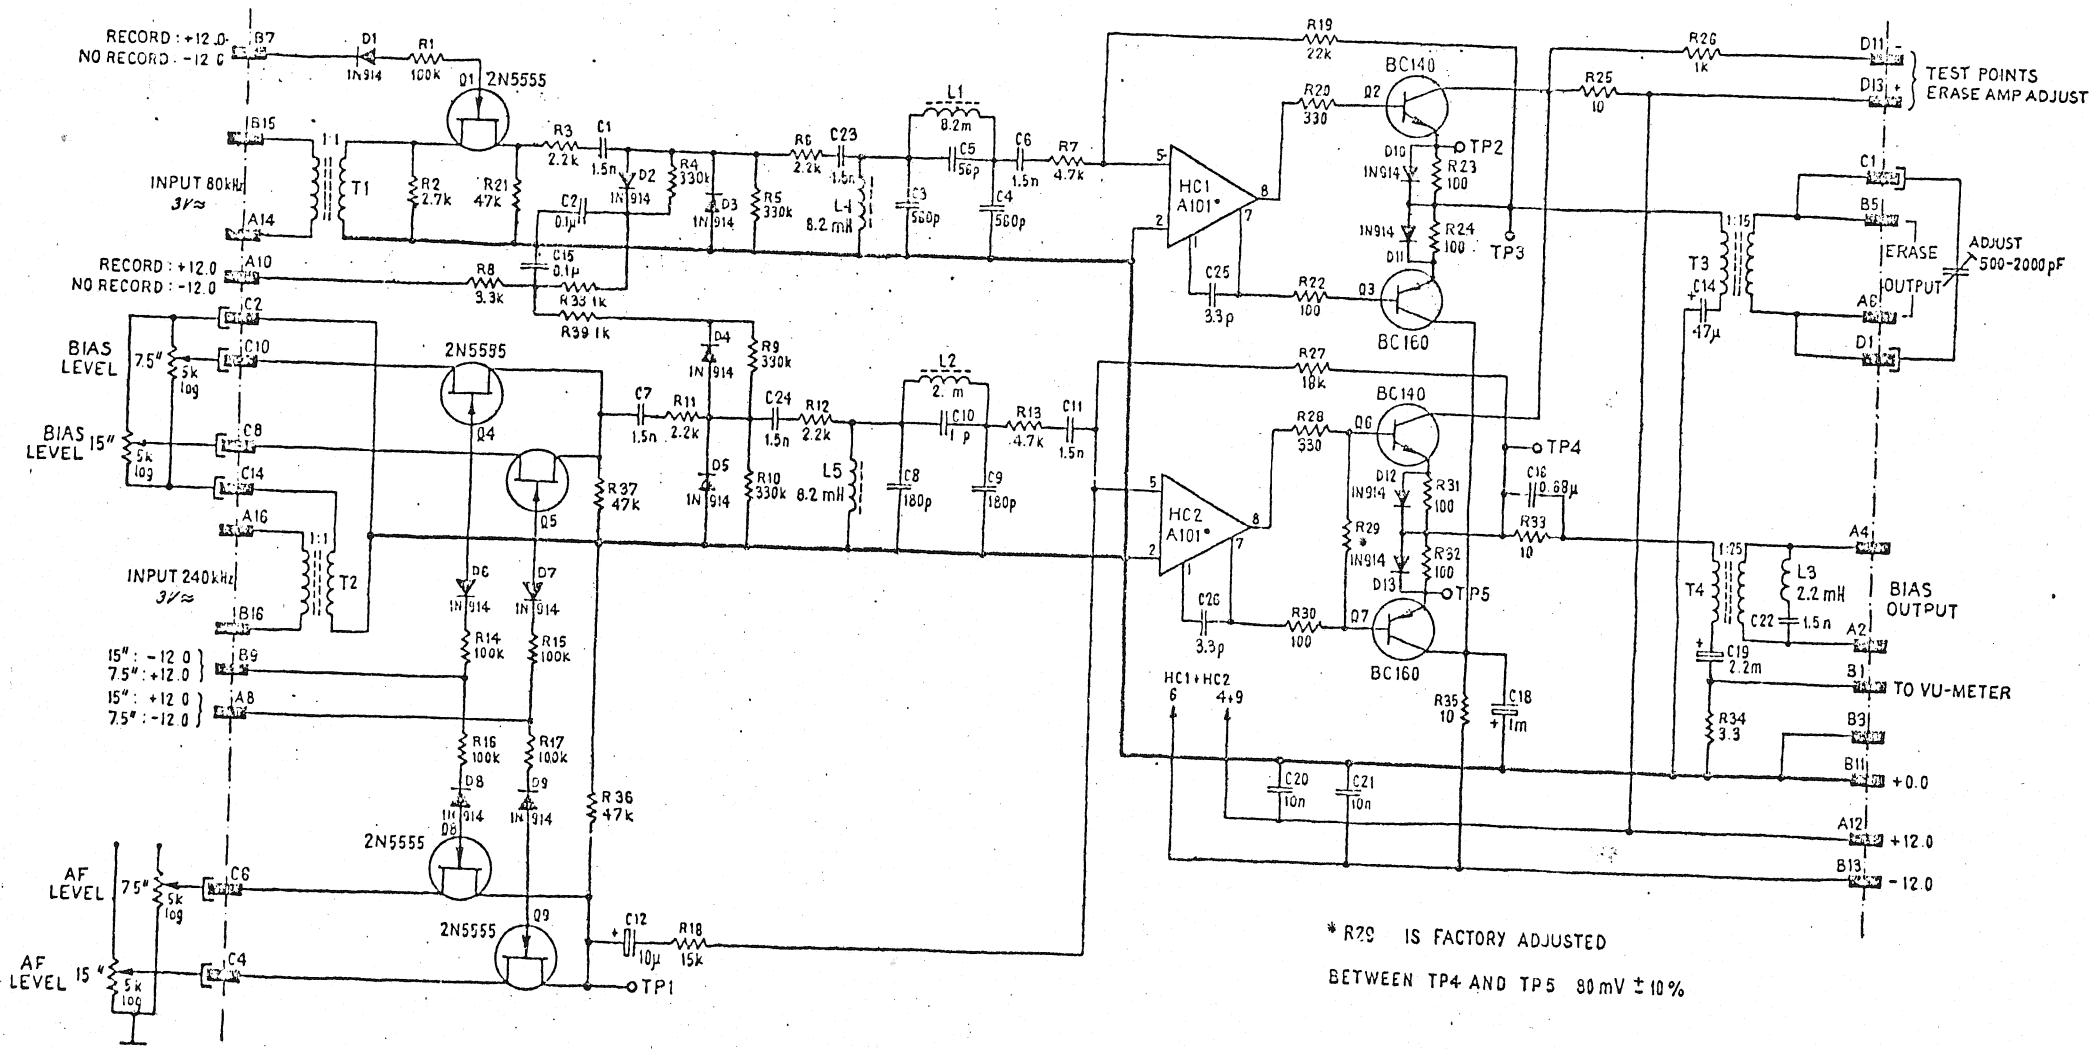 RECORD : +12.0
NO RECORD : -12.0
B7
D1
1N914
R1
100k
Q1
2N5555
B15
INPUT 80kHz
3V≈
A14
1:1
T1
R2
2.7k
R21
47k
R3
2.2k
C1
1.5n
D2
1N914
R4
330k
C2
0.1µ
D3
1N914
R5
330k
R6
2.2k
C23
1.5n
L4
8.2 mH
L1
8.2m
C5
56p
C3
560p
C4
560p
C6
1.5n
R7
4.7k
R19
22k
5
2
HC1
A101*
8
7
1
C25
3.3p
R20
330
R22
100
Q2
BC140
D10
1N914
TP2
R23
100
1N914
D11
R24
100
TP3
Q3
BC160
R26
1k
R25
10
D11 -
D13 +
TEST POINTS
ERASE AMP ADJUST
C1
B5
ERASE
OUTPUT
A6
D1
ADJUST
500-2000pF
1:15
T3
C14
+
47µ
RECORD : +12.0
NO RECORD : -12.0
A10
R8
3.3k
C15
0.1µ
1k
R39 1k
C2
BIAS
LEVEL
7.5"
5k
log
C10
BIAS
LEVEL
15"
5k
log
C8
C14
A16
INPUT 240kHz
3V≈
B16
1:1
T2
2N5555
Q4
Q5
R37
47k
C7
1.5n
R11
2.2k
D4
1N914
R9
330k
D5
1N914
R10
330k
C24
1.5n
R12
2.2k
L5
8.2 mH
L2
C10
C8
180p
C9
180p
R13
4.7k
C11
1.5n
R27
18k
5
2
HC2
A101*
8
7
1
C26
3.3p
R28
330
R29
*
R30
100
Q6
BC140
D12
1N914
R31
100
1N914
D13
R32
100
TP4
C16
0.68µ
R33
10
TP5
Q7
BC160
1:25
T4
L3
2.2 mH
C22
1.5n
A4
BIAS
OUTPUT
A2
+
C19
2.2m
B1
TO VU-METER
R34
3.3
B3
B11
+0.0
A12
+12.0
B13
-12.0
15" : -12.0
7.5" : +12.0
B9
15" : +12.0
7.5" : -12.0
A8
D6
1N914
D7
1N914
R14
100k
R15
100k
R16
100k
R17
100k
D8
1N914
D9
1N914
R36
47k
HC1+HC2
6
4+9
R35
10
C18
+
1m
C20
10n
C21
10n
2N5555
AF
LEVEL
7.5"
5k
log
C6
Q9
2N5555
AF
LEVEL
15"
5k
log
C4
+
C12
10µ
R18
15k
TP1
* R29 IS FACTORY ADJUSTED
BETWEEN TP4 AND TP5 80 mV ± 10%